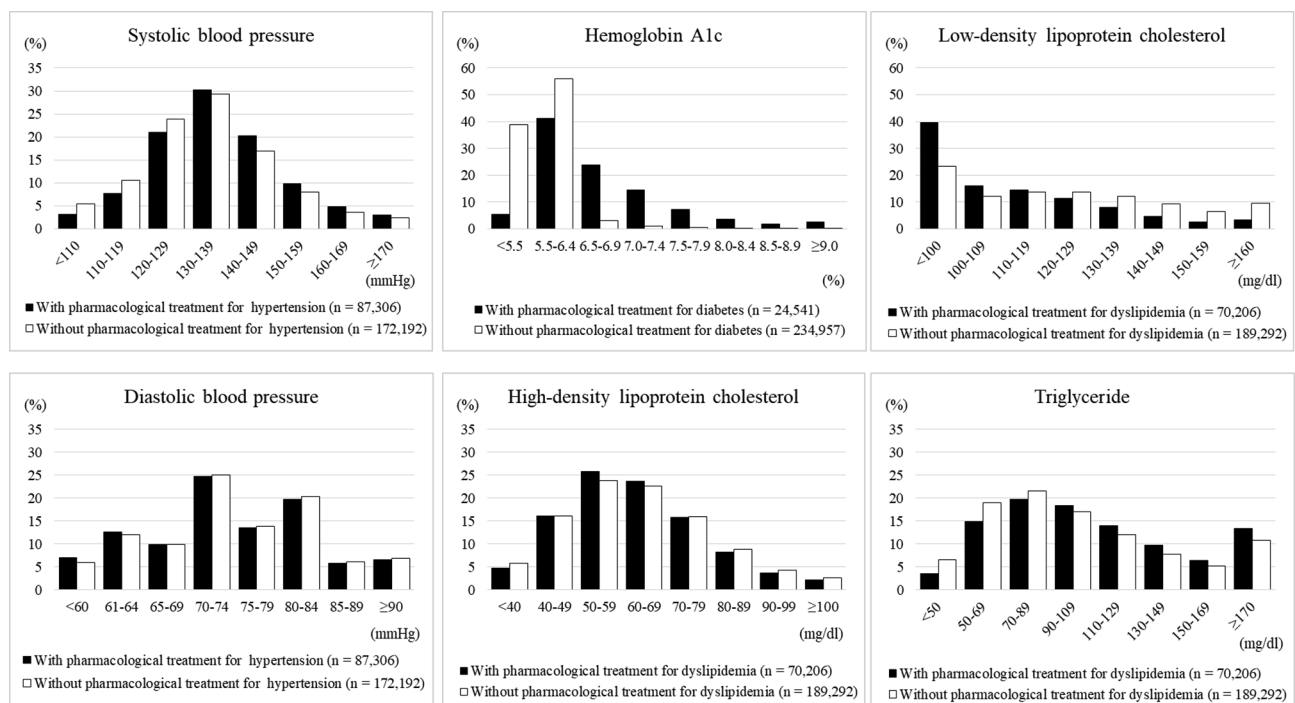 Systolic blood pressure
(%)
35
30
25
20
15
10
5
0
<110
110-119
120-129
130-139
140-149
150-159
160-169
≥170
(mmHg)
With pharmacological treatment for hypertension (n = 87,306)
Without pharmacological treatment for hypertension (n = 172,192)
Hemoglobin A1c
(%)
60
50
40
30
20
10
0
<5.5 5.5-6.4 6.5-6.9 7.0-7.4 7.5-7.9 8.0-8.4 8.5-8.9 ≥9.0
(%)
With pharmacological treatment for diabetes (n = 24,541)
Without pharmacological treatment for diabetes (n = 234,957)
Low-density lipoprotein cholesterol
(%)
60
50
40
30
20
10
0
<100
100-109
110-119
120-129
130-139
140-149
150-159
≥160
(mg/dl)
With pharmacological treatment for dyslipidemia (n = 70,206)
Without pharmacological treatment for dyslipidemia (n = 189,292)
Diastolic blood pressure
(%)
35
30
25
20
15
10
5
0
<60 61-64 65-69 70-74 75-79 80-84 85-89 ≥90
(mmHg)
With pharmacological treatment for hypertension (n = 87,306)
Without pharmacological treatment for hypertension (n = 172,192)
High-density lipoprotein cholesterol
(%)
35
30
25
20
15
10
5
0
<40 40-49 50-59 60-69 70-79 80-89 90-99 ≥100
(mg/dl)
With pharmacological treatment for dyslipidemia (n = 70,206)
Without pharmacological treatment for dyslipidemia (n = 189,292)
Triglyceride
(%)
35
30
25
20
15
10
5
0
<50
50-69
70-89
90-109
110-129
130-149
150-169
≥170
(mg/dl)
With pharmacological treatment for dyslipidemia (n = 70,206)
Without pharmacological treatment for dyslipidemia (n = 189,292)